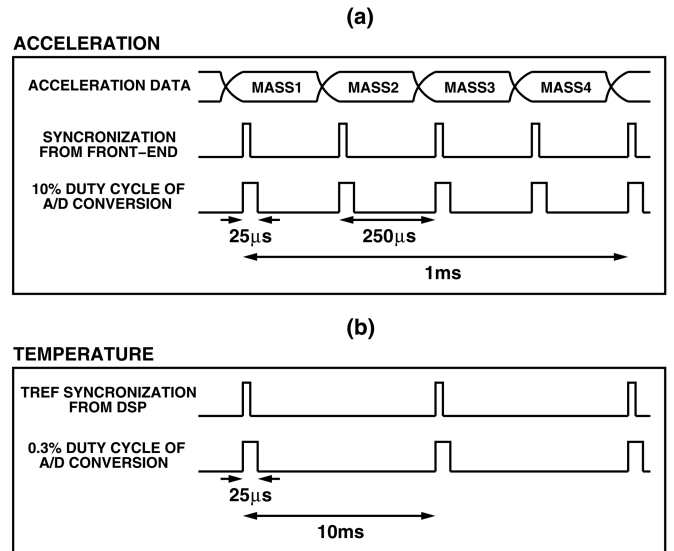 (a)
ACCELERATION
ACCELERATION DATA
MASS1 MASS2 MASS3 MASS4
SYNCRONIZATION
FROM FRONT−END
10% DUTY CYCLE OF
A/D CONVERSION
25μs 250μs
1ms
(b)
TEMPERATURE
TREF SYNCRONIZATION
FROM DSP
0.3% DUTY CYCLE OF
A/D CONVERSION
25μs
10ms